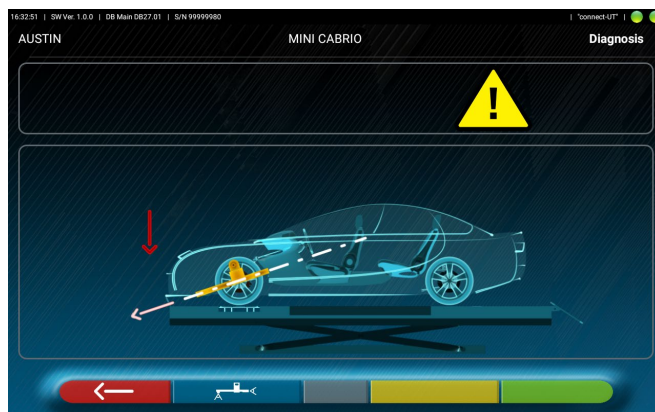 16:32:51 | SW Ver. 1.0.0 | DB Main DB27.01 | S/N 99999980 | "connect-UT" |
AUSTIN MINI CABRIO Diagnosis
!